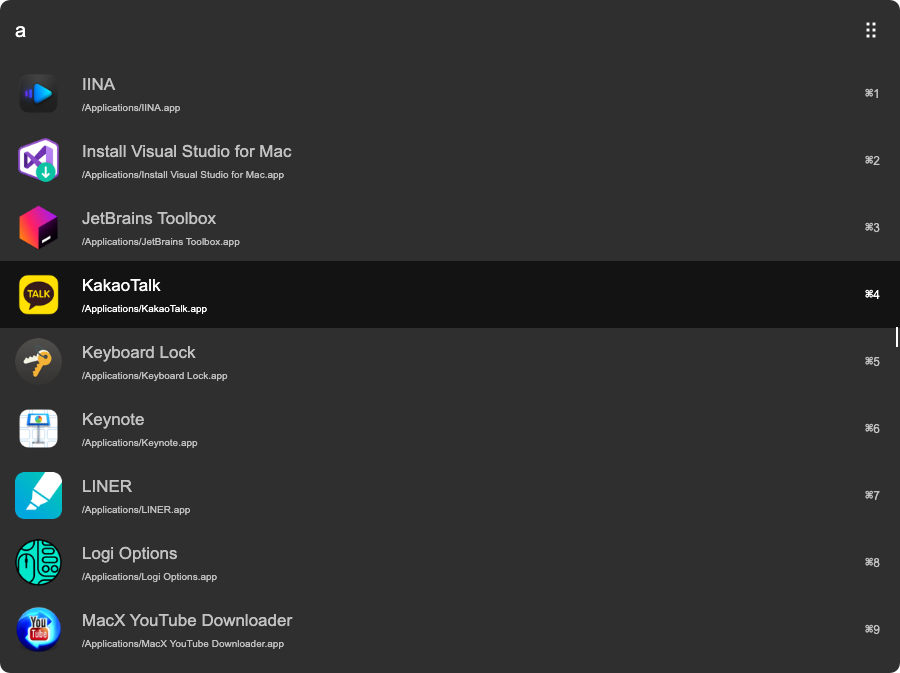 a
IINA
/Applications/IINA.app
⌘1
Install Visual Studio for Mac
/Applications/Install Visual Studio for Mac.app
⌘2
JetBrains Toolbox
/Applications/JetBrains Toolbox.app
⌘3
TALK
KakaoTalk
/Applications/KakaoTalk.app
⌘4
Keyboard Lock
/Applications/Keyboard Lock.app
⌘5
Keynote
/Applications/Keynote.app
⌘6
LINER
/Applications/LINER.app
⌘7
Logi Options
/Applications/Logi Options.app
⌘8
You
Tube
MacX YouTube Downloader
/Applications/MacX YouTube Downloader.app
⌘9